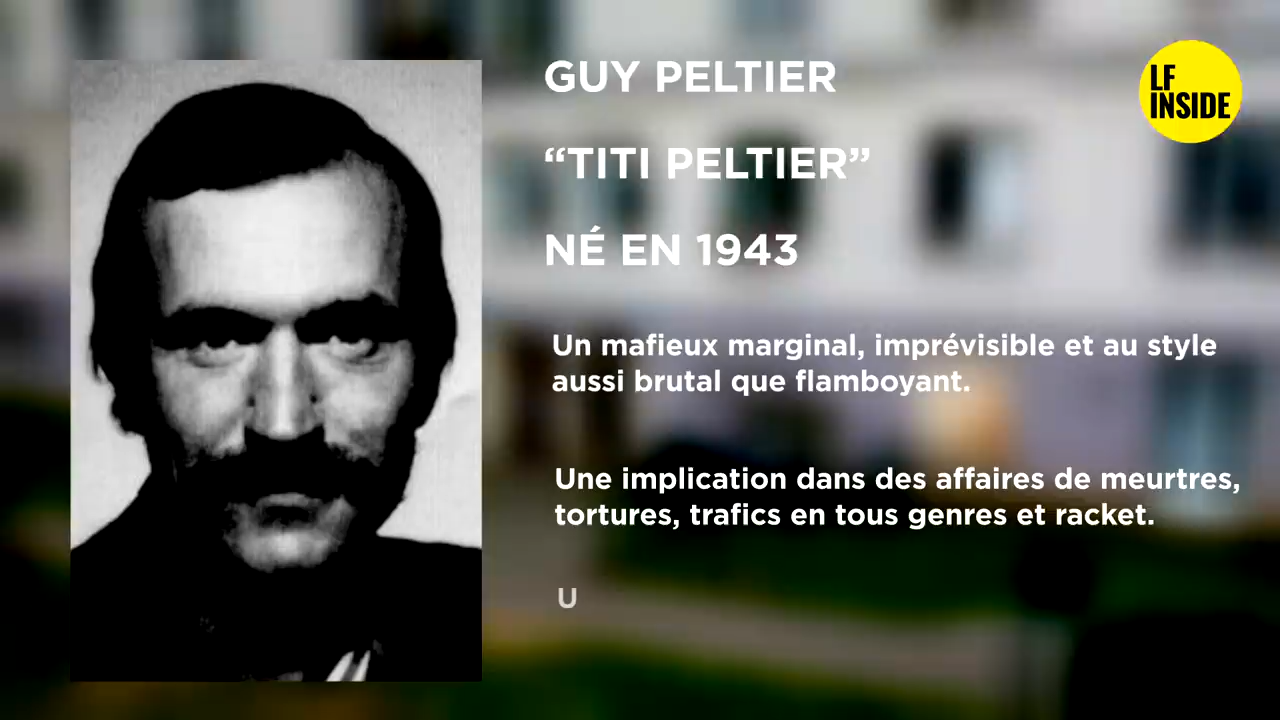 GUY PELTIER
“TITI PELTIER”
NÉ EN 1943
Un mafieux marginal, imprévisible et au style
aussi brutal que flamboyant.
Une implication dans des affaires de meurtres,
tortures, trafics en tous genres et racket.
U
LF
INSIDE